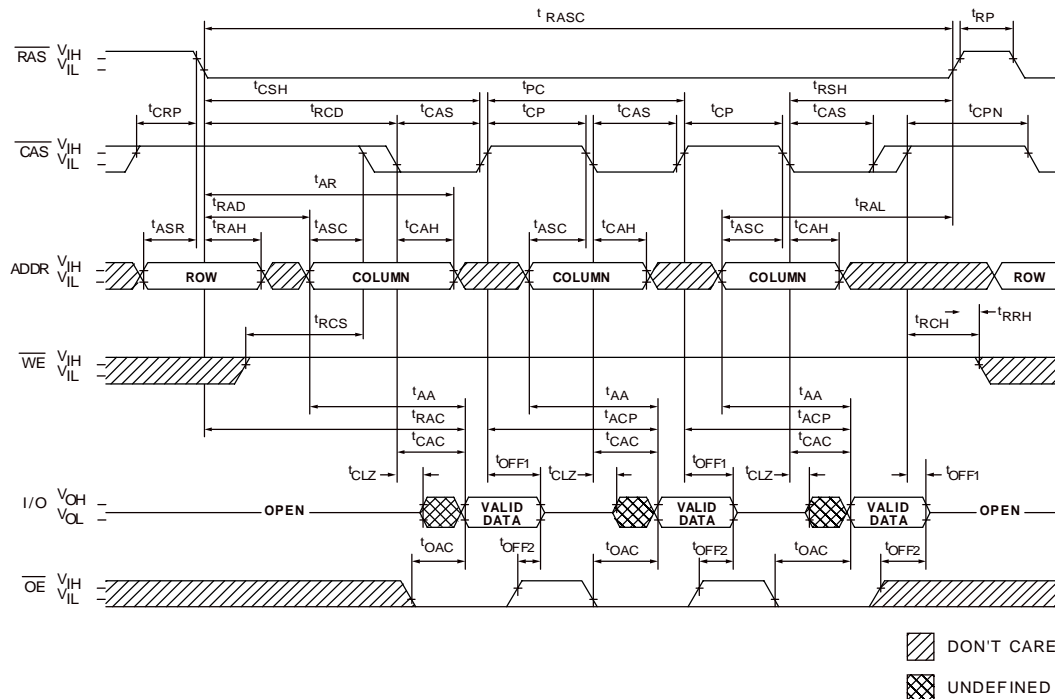 t RASC tRP
RAS VIH
VIL
tCSH tPC tRSH
tCRP tRCD tCAS tCP tCAS tCP tCAS tCPN
CAS VIH
VIL
tAR
tRAD tRAL
tASR tRAH tASC tCAH tASC tCAH tASC tCAH
ADDR VIH
VIL
ROW COLUMN COLUMN COLUMN ROW
tRCS tRCH tRRH
WE VIH
VIL
tAA tAA tAA
tRAC tACP tACP
tCAC tCAC tCAC
tCLZ tOFF1 tCLZ tOFF1 tCLZ tOFF1
I/O VOH
VOL
OPEN VALID DATA VALID DATA VALID DATA OPEN
tOAC tOFF2 tOAC tOFF2 tOAC tOFF2
OE VIH
VIL
DON'T CARE
UNDEFINED